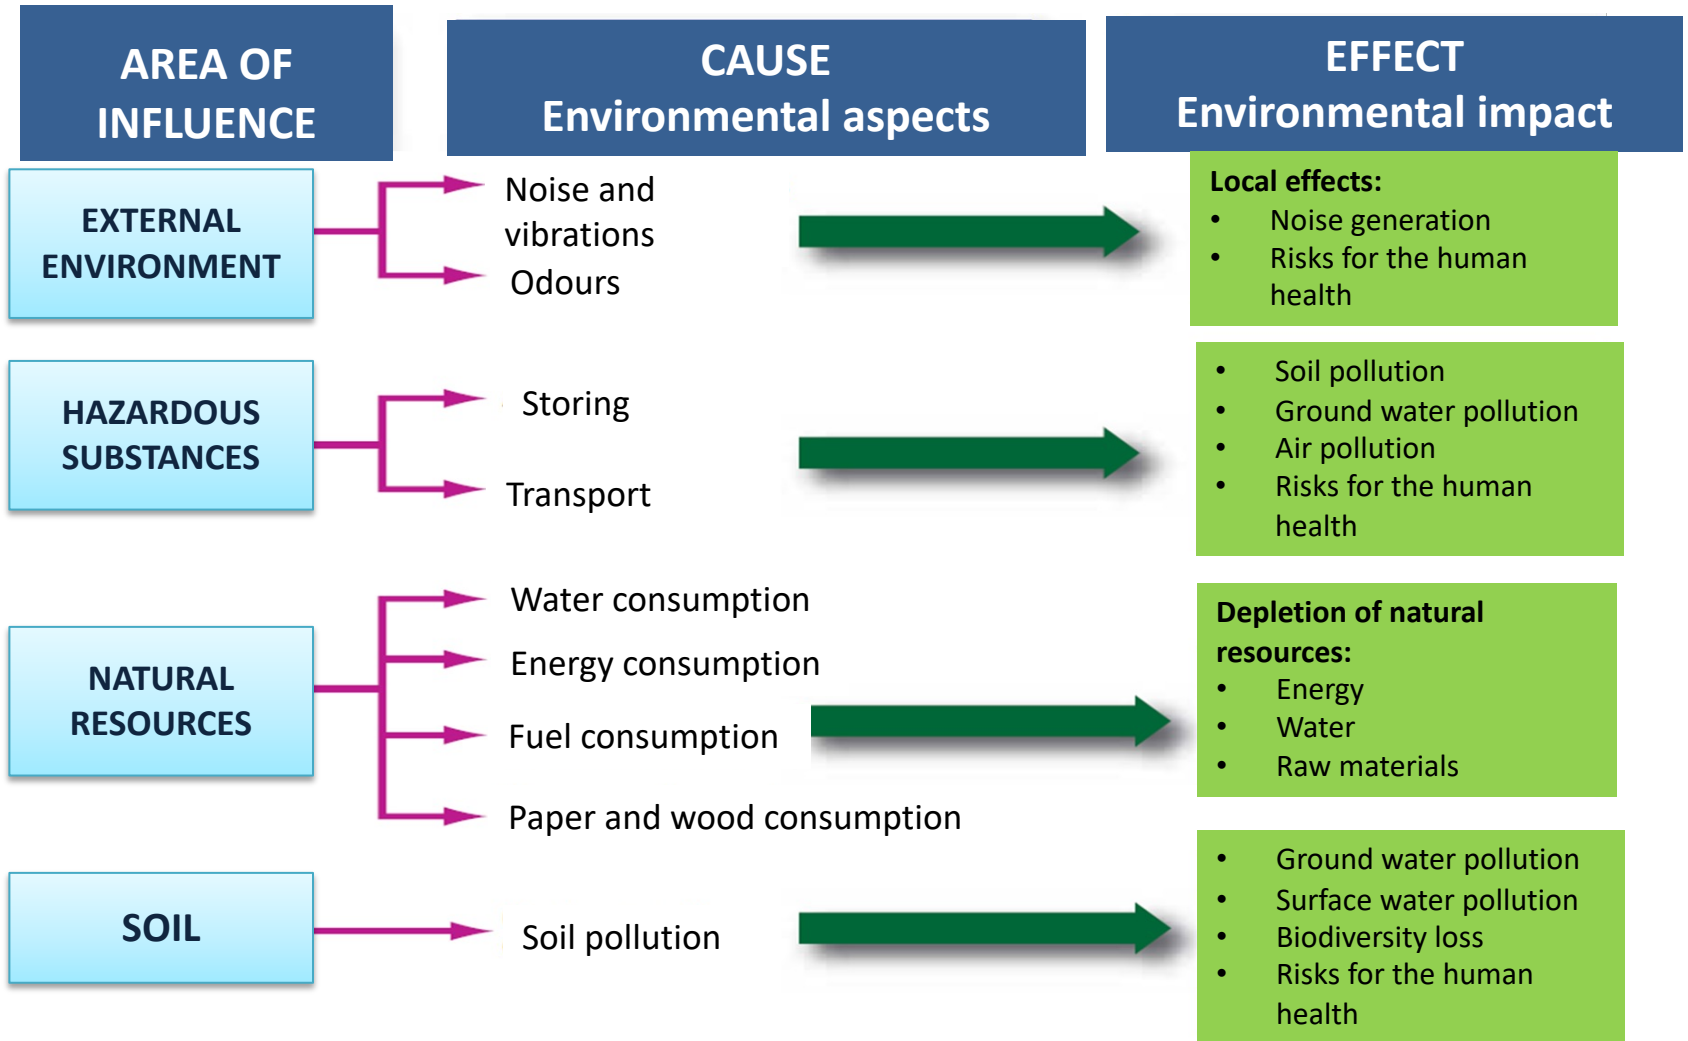 AREA OF
INFLUENCE
CAUSE
Environmental aspects
EFFECT
Environmental impact
EXTERNAL
ENVIRONMENT
Noise and
vibrations
Odours
Local effects:
• Noise generation
• Risks for the human
health
HAZARDOUS
SUBSTANCES
Storing
Transport
• Soil pollution
• Ground water pollution
• Air pollution
• Risks for the human
health
NATURAL
RESOURCES
Water consumption
Energy consumption
Fuel consumption
Paper and wood consumption
Depletion of natural
resources:
• Energy
• Water
• Raw materials
SOIL
Soil pollution
• Ground water pollution
• Surface water pollution
• Biodiversity loss
• Risks for the human
health